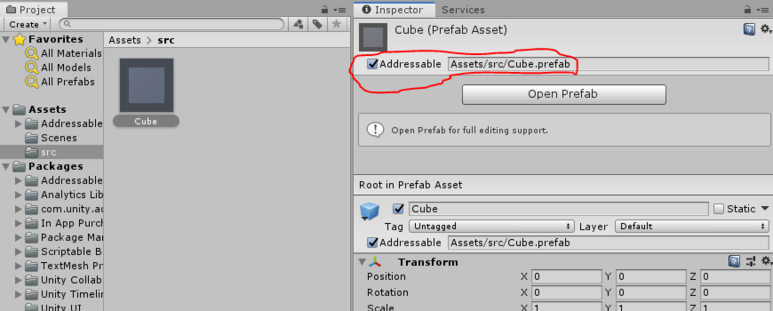 Project
Create
Favorites
All Materials
All Models
All Prefabs
Assets
Addressable
Scenes
src
Packages
Addressable
Analytics Lib
com.unity.ac
In App Purc
Package Mar
Scriptable B
TextMesh Pr
Unity Collab
Unity Timelin
Unity UI
Assets > src
Cube
Inspector Services
Cube (Prefab Asset)
Addressable Assets/src/Cube.prefab
Open Prefab
Open Prefab for full editing support.
Root in Prefab Asset
Cube Static
Tag Untagged Layer Default
Addressable Assets/src/Cube.prefab
Transform
Position X 0 Y 0 Z 0
Rotation X 0 Y 0 Z 0
Scale X 1 Y 1 Z 1